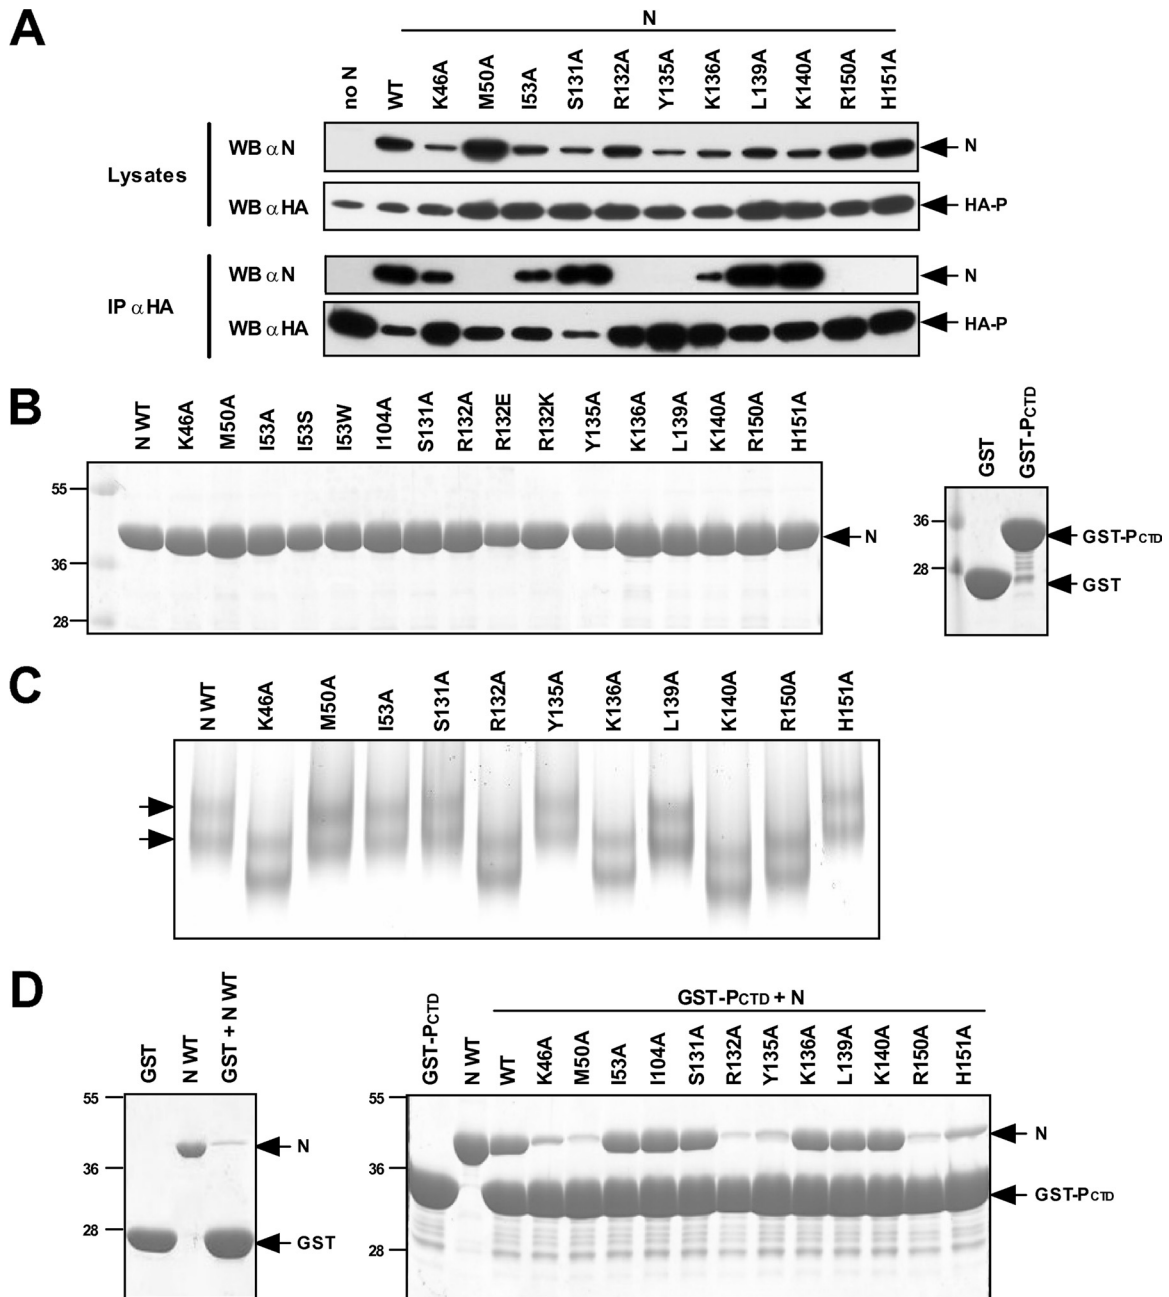 A
N
no N WT K46A M50A I53A S131A R132A Y135A K136A L139A K140A R150A H151A
Lysates
WB αN
N
WB αHA
HA-P
IP αHA
WB αN
N
WB αHA
HA-P
B
N WT K46A M50A I53A I53S I53W I104A S131A R132A R132E R132K Y135A K136A L139A K140A R150A H151A
55
36
28
N
GST GST-PCTD
36
28
GST-PCTD
GST
C
N WT K46A M50A I53A S131A R132A Y135A K136A L139A K140A R150A H151A
D
GST N WT GST + N WT
55
36
28
N
GST
GST-PCTD + N
GST-PCTD N WT WT K46A M50A I53A I104A S131A R132A Y135A K136A L139A K140A R150A H151A
55
36
28
N
GST-PCTD